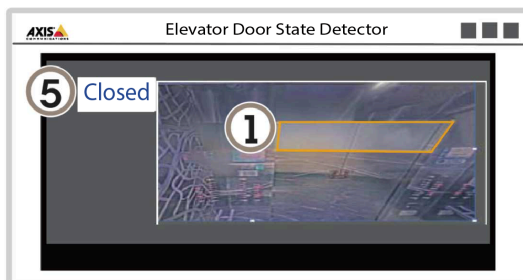 AXIS
COMMUNICATIONS
Elevator Door State Detector
5 Closed
1